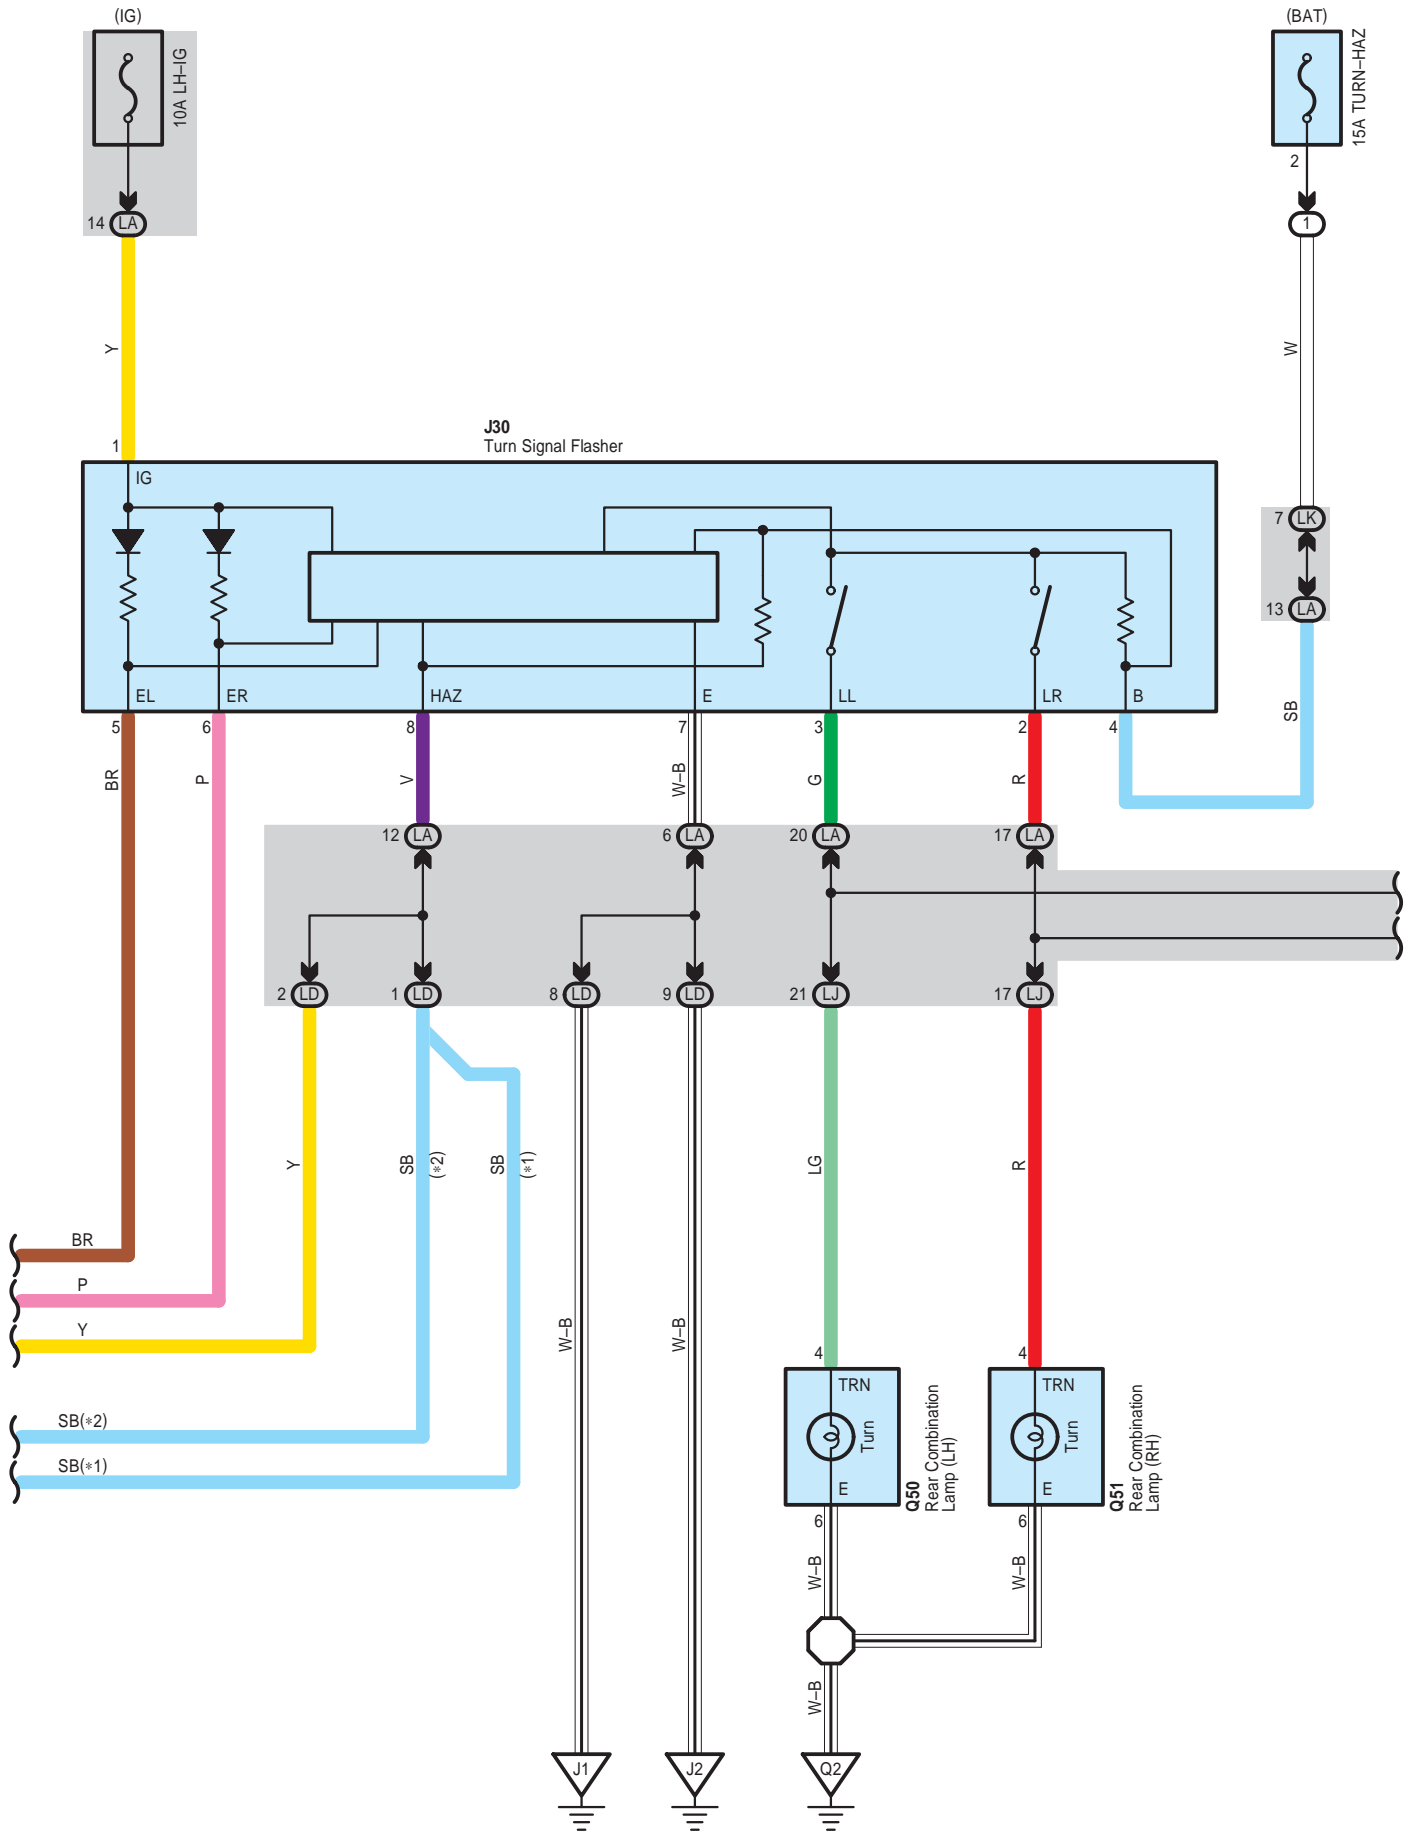 (IG)
(BAT)
10A LH–IG
15A TURN–HAZ
2
14 LA
1
Y
W
J30
Turn Signal Flasher
1
IG
7 LK
13 LA
EL
ER
HAZ
E
LL
LR
B
SB
5
6
8
7
3
2
4
BR
P
V
W–B
G
R
12 LA
6 LA
20 LA
17 LA
2 LD
1 LD
8 LD
9 LD
21 LJ
17 LJ
Y
SB
(∗2)
SB
(∗1)
LG
R
BR
P
Y
W–B
W–B
4
4
TRN
TRN
Turn
Turn
SB(∗2)
SB(∗1)
E
E
Q50
Rear Combination
Lamp (LH)
Q51
Rear Combination
Lamp (RH)
6
6
W–B
W–B
W–B
J1
J2
Q2